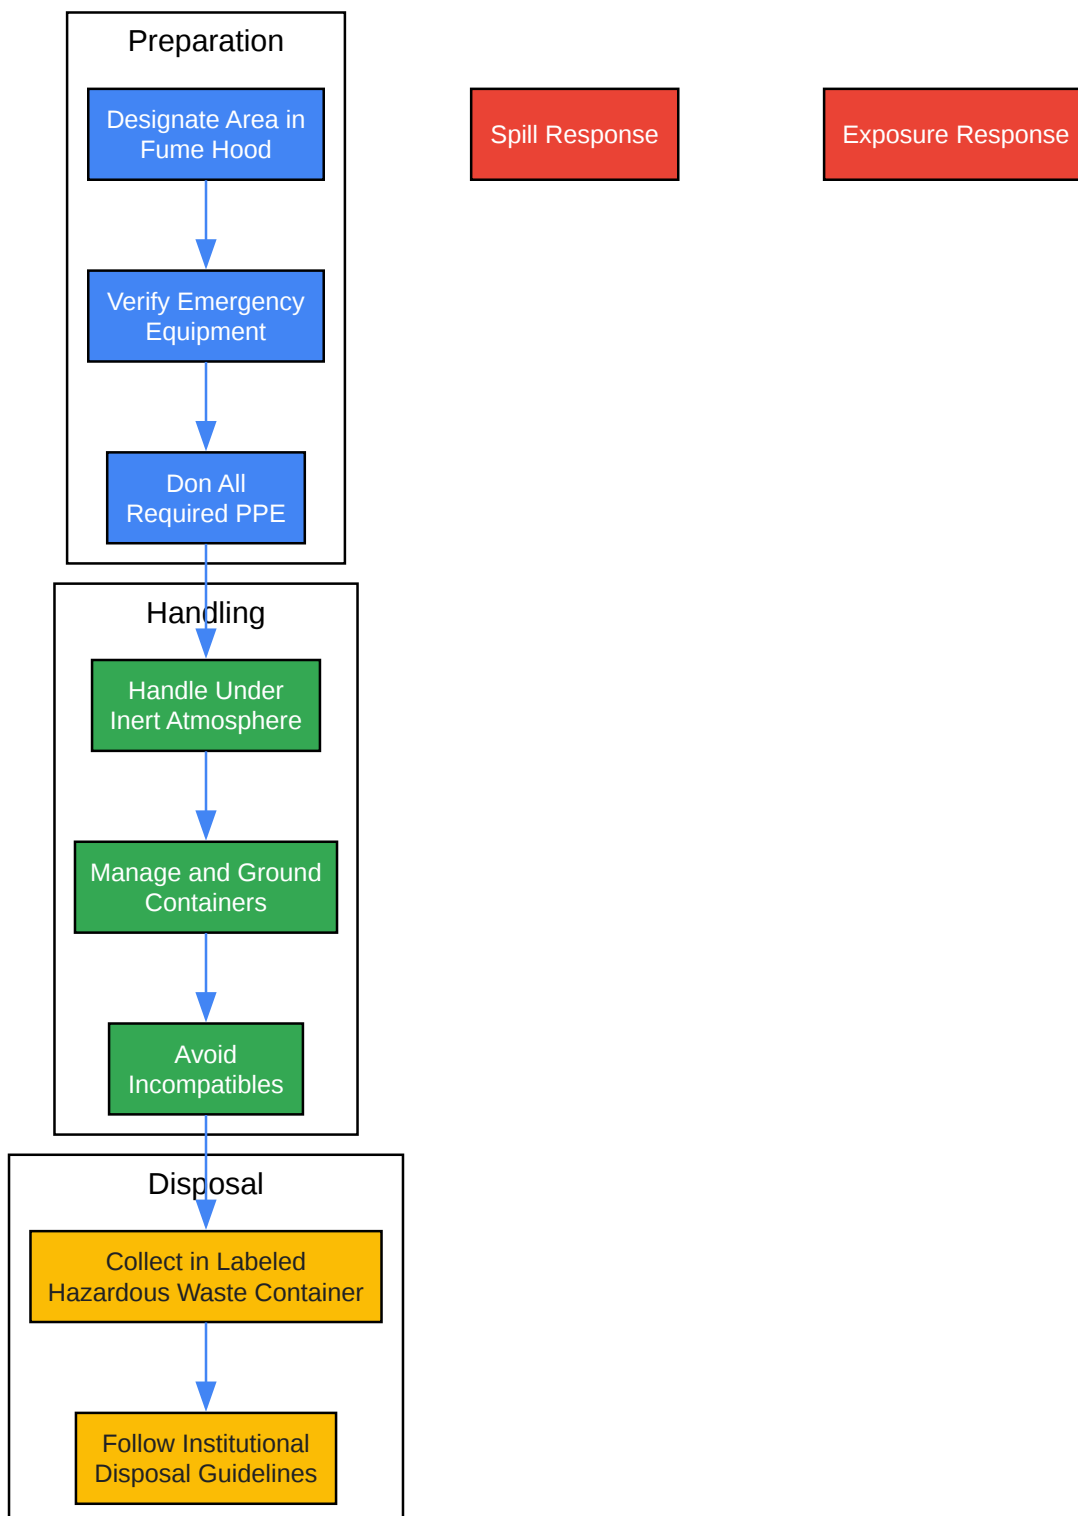 Preparation
Designate Area in
Fume Hood
Spill Response
Exposure Response
Verify Emergency
Equipment
Don All
Required PPE
Handling
Handle Under
Inert Atmosphere
Manage and Ground
Containers
Avoid
Incompatibles
Disposal
Collect in Labeled
Hazardous Waste Container
Follow Institutional
Disposal Guidelines